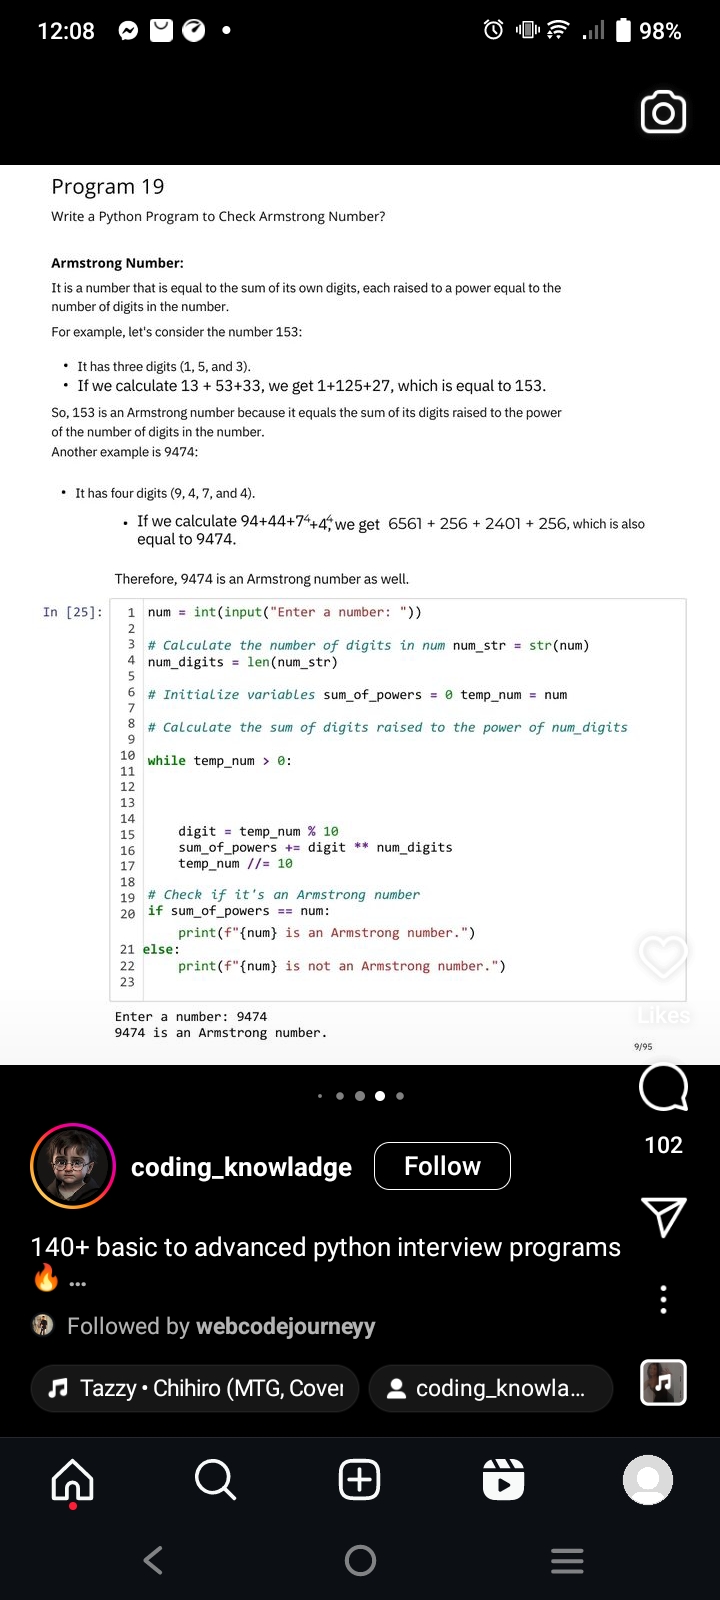 12:08
98%
Program 19
Write a Python Program to Check Armstrong Number?
Armstrong Number:
It is a number that is equal to the sum of its own digits, each raised to a power equal to the
number of digits in the number.
For example, let's consider the number 153:
• It has three digits (1, 5, and 3).
• If we calculate 13 + 53+33, we get 1+125+27, which is equal to 153.
So, 153 is an Armstrong number because it equals the sum of its digits raised to the power
of the number of digits in the number.
Another example is 9474:
• It has four digits (9, 4, 7, and 4).
• If we calculate 94+44+7⁴+4⁴, we get 6561 + 256 + 2401 + 256, which is also
equal to 9474.
Therefore, 9474 is an Armstrong number as well.
In [25]:
1 num = int(input("Enter a number: "))
2
3 # Calculate the number of digits in num num_str = str(num)
4 num_digits = len(num_str)
5
6 # Initialize variables sum_of_powers = 0 temp_num = num
7
8 # Calculate the sum of digits raised to the power of num_digits
9
10 while temp_num > 0:
11
12
13
14
15 digit = temp_num % 10
16 sum_of_powers += digit ** num_digits
17 temp_num //= 10
18
19 # Check if it's an Armstrong number
20 if sum_of_powers == num:
print(f"{num} is an Armstrong number.")
21 else:
22 print(f"{num} is not an Armstrong number.")
23
Enter a number: 9474
9474 is an Armstrong number.
Likes
9/95
102
coding_knowladge
Follow
140+ basic to advanced python interview programs
🔥 ...
Followed by webcodejourneyy
Tazzy • Chihiro (MTG, Cover
coding_knowla...